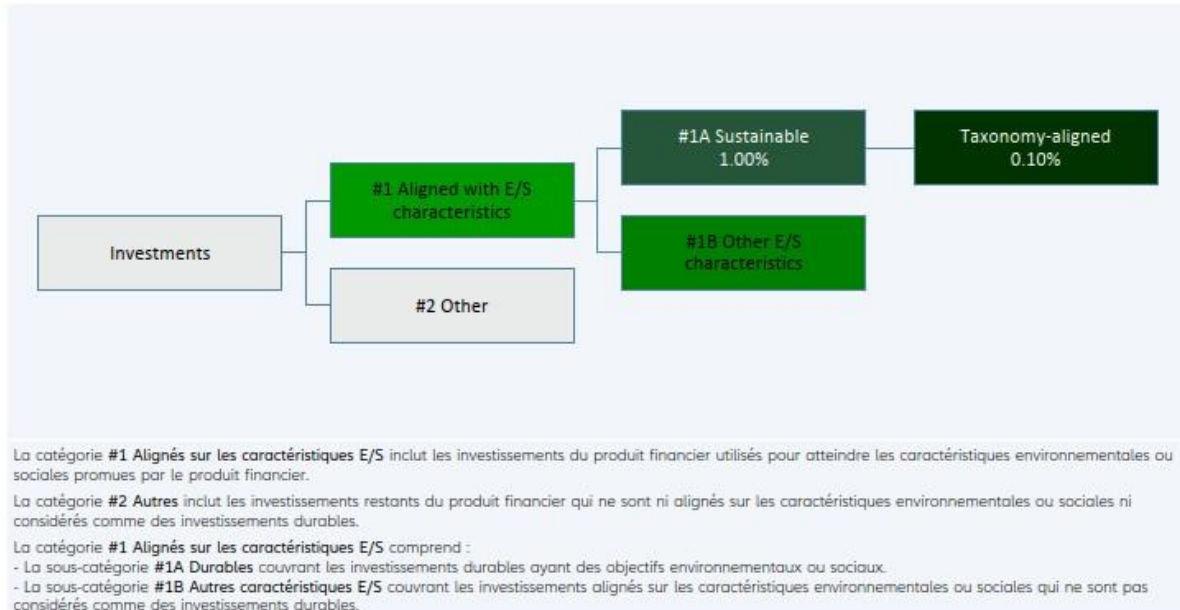 #1A Sustainable
1.00%
Taxonomy-aligned
0.10%
#1 Aligned with E/S
characteristics
Investments
#1B Other E/S
characteristics
#2 Other
La catégorie #1 Alignés sur les caractéristiques E/S inclut les investissements du produit financier utilisés pour atteindre les caractéristiques environnementales ou
sociales promues par le produit financier.
La catégorie #2 Autres inclut les investissements restants du produit financier qui ne sont ni alignés sur les caractéristiques environnementales ou sociales ni
considérés comme des investissements durables.
La catégorie #1 Alignés sur les caractéristiques E/S comprend :
- La sous-catégorie #1A Durables couvrant les investissements durables ayant des objectifs environnementaux ou sociaux.
- La sous-catégorie #1B Autres caractéristiques E/S couvrant les investissements alignés sur les caractéristiques environnementales ou sociales qui ne sont pas
considérés comme des investissements durables.